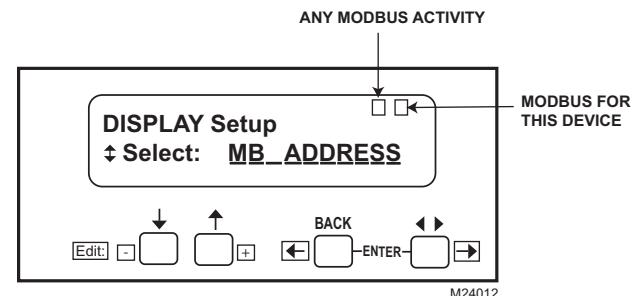 ANY MODBUS ACTIVITY
MODBUS FOR
THIS DEVICE
DISPLAY Setup
↕ Select: MB_ADDRESS
↓ ↑ BACK ◀ ▶
Edit: - + ← ENTER →
M24012